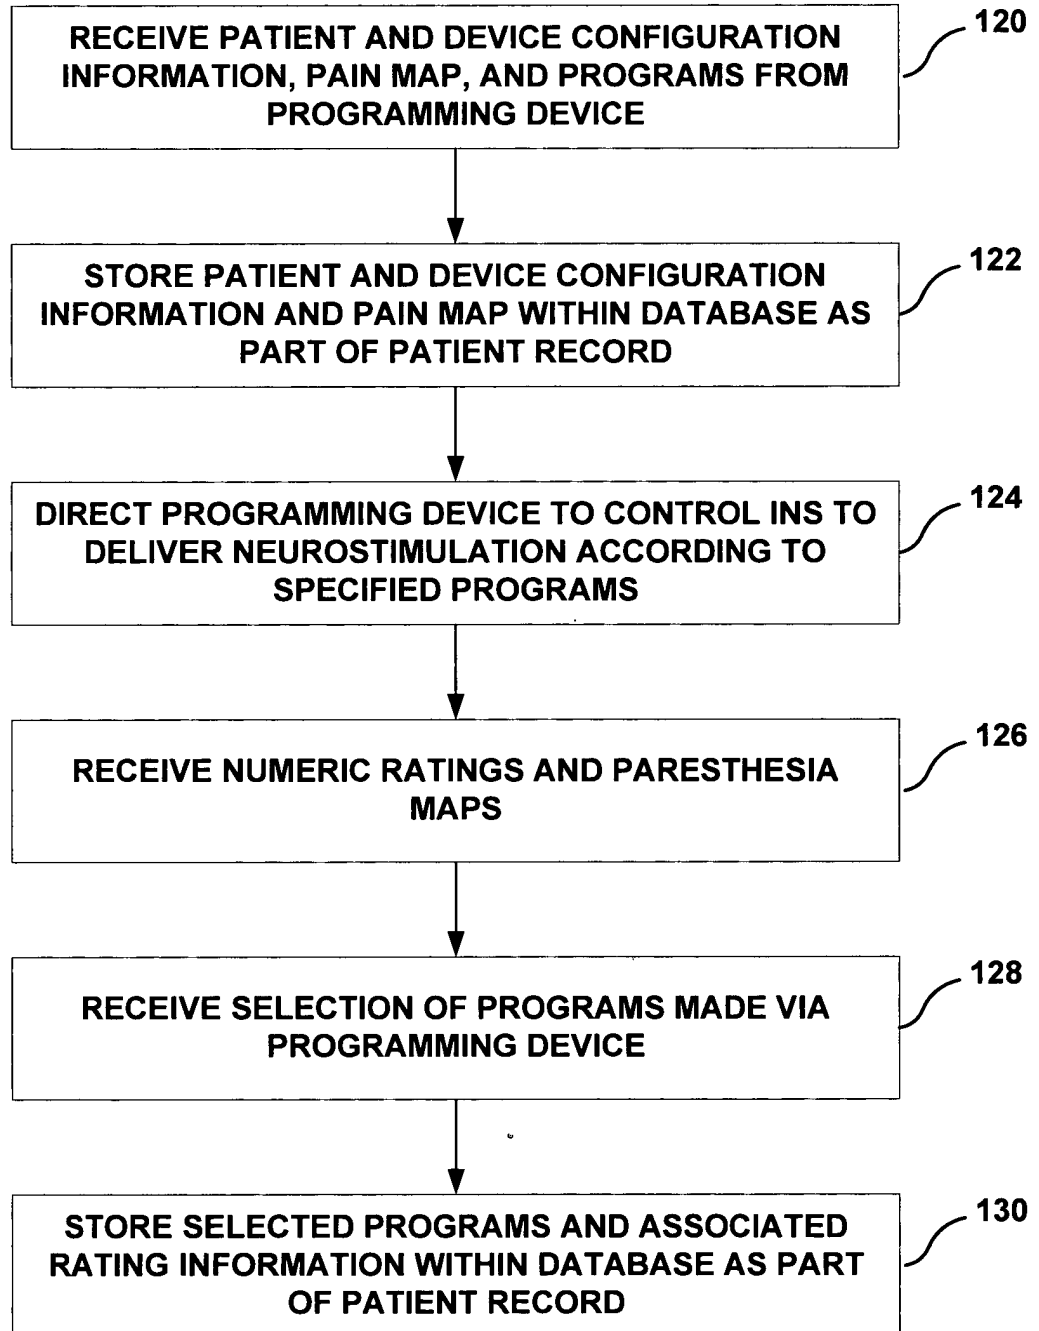 RECEIVE PATIENT AND DEVICE CONFIGURATION
INFORMATION, PAIN MAP, AND PROGRAMS FROM
PROGRAMMING DEVICE
120
STORE PATIENT AND DEVICE CONFIGURATION
INFORMATION AND PAIN MAP WITHIN DATABASE AS
PART OF PATIENT RECORD
122
DIRECT PROGRAMMING DEVICE TO CONTROL INS TO
DELIVER NEUROSTIMULATION ACCORDING TO
SPECIFIED PROGRAMS
124
RECEIVE NUMERIC RATINGS AND PARESTHESIA
MAPS
126
RECEIVE SELECTION OF PROGRAMS MADE VIA
PROGRAMMING DEVICE
128
STORE SELECTED PROGRAMS AND ASSOCIATED
RATING INFORMATION WITHIN DATABASE AS PART
OF PATIENT RECORD
130